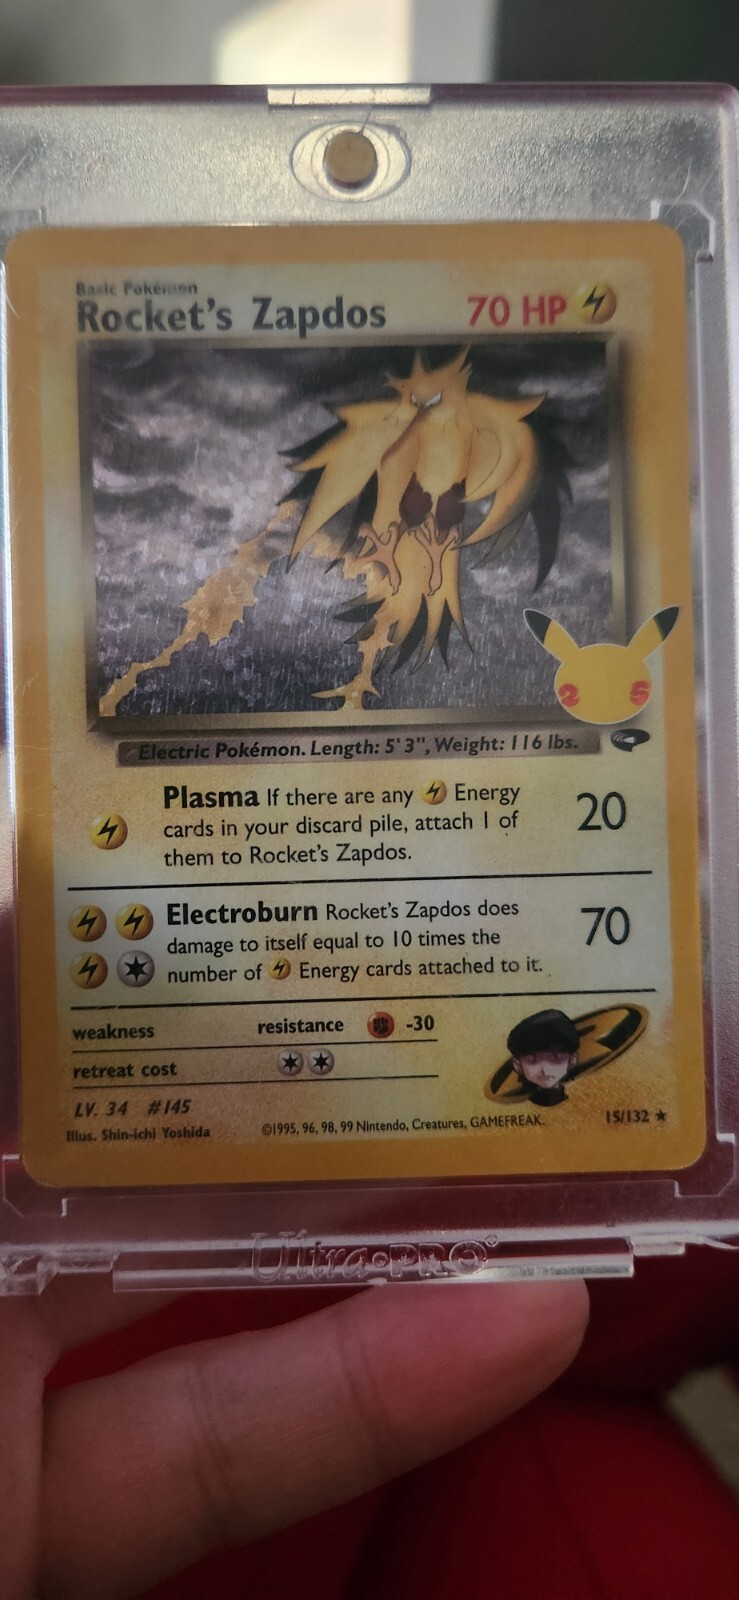 Basic Pokémon
Rocket's Zapdos 70 HP
25
Electric Pokémon. Length: 5' 3", Weight: 116 lbs.
Plasma If there are any Energy
cards in your discard pile, attach 1 of
them to Rocket's Zapdos.
20
Electroburn Rocket's Zapdos does
damage to itself equal to 10 times the
number of Energy cards attached to it.
70
weakness resistance -30
retreat cost
LV. 34 #145
Illus. Shin-ichi Yoshida ©1995, 96, 98, 99 Nintendo, Creatures, GAMEFREAK. 15/132 ★
Ultra•PRO®